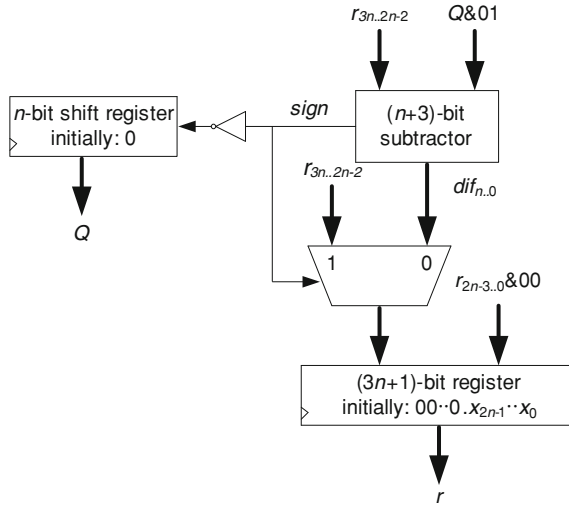 r3n..2n-2
Q&01
n-bit shift register
initially: 0
sign
(n+3)-bit
subtractor
r3n..2n-2
difn..0
Q
1
0
r2n-3..0&00
(3n+1)-bit register
initially: 00··0.x2n-1··x0
r